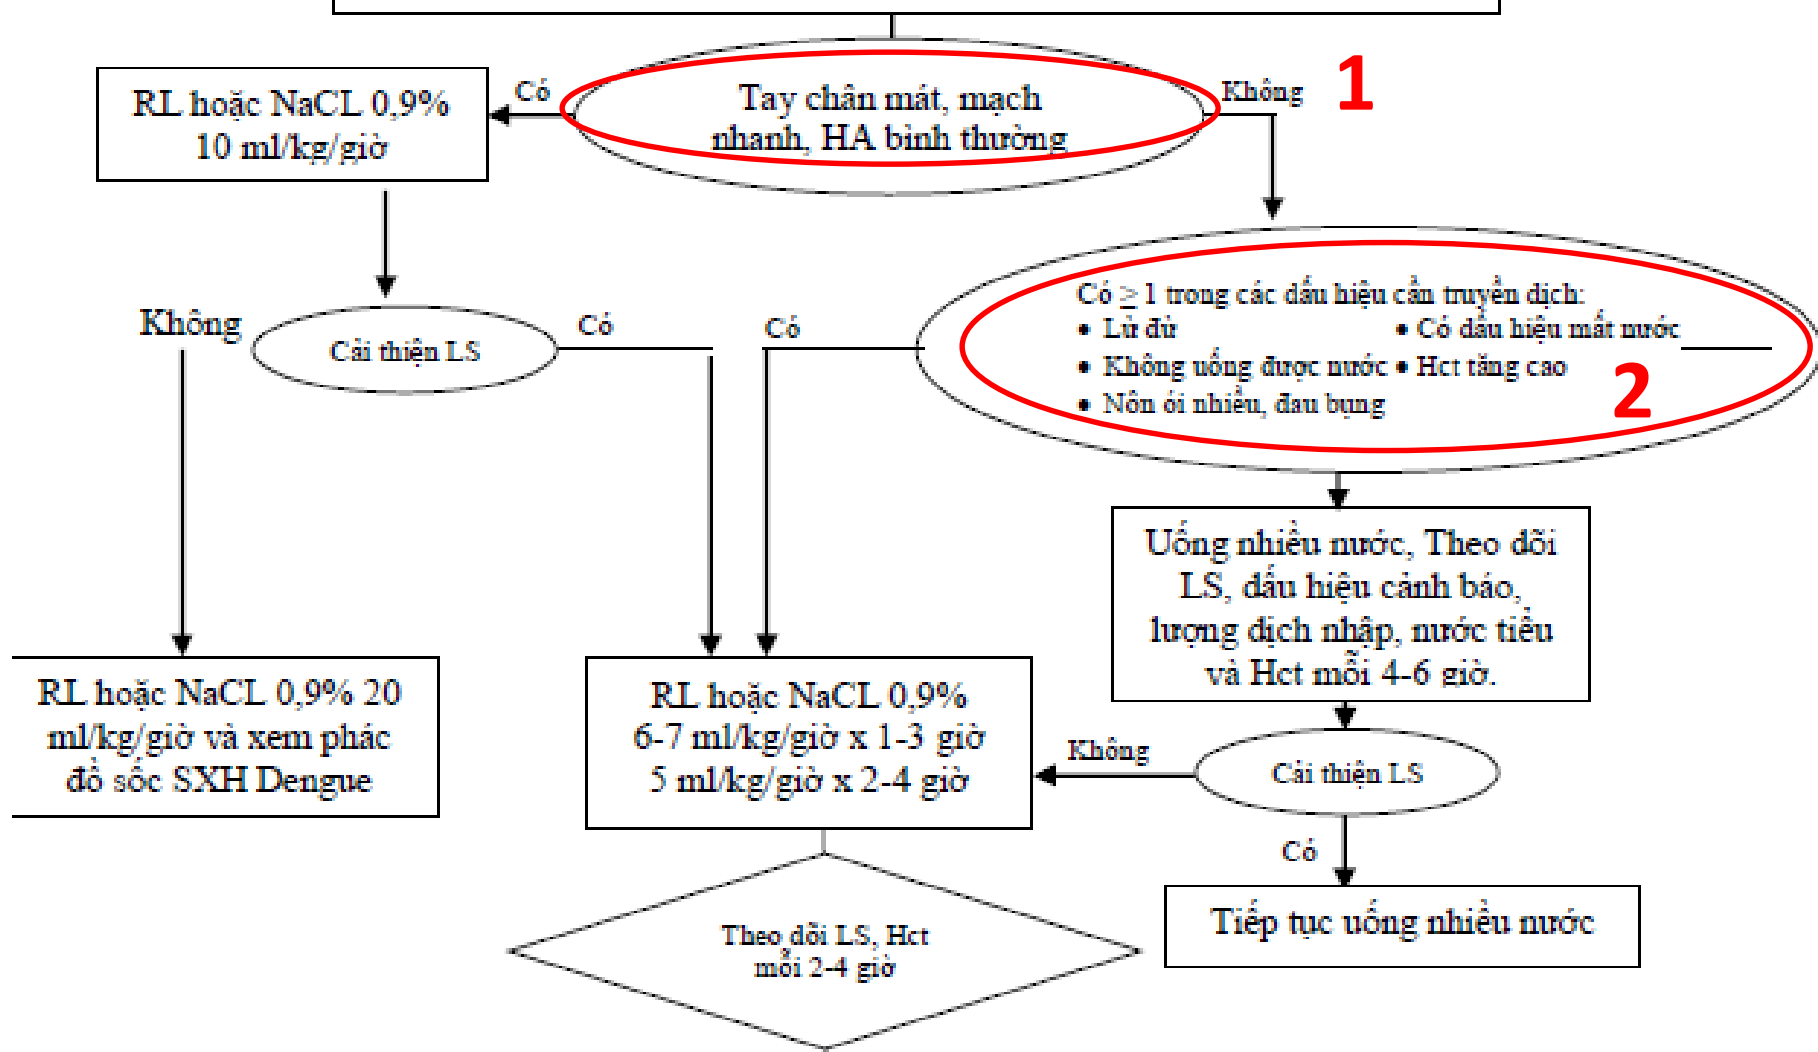 Tay chân mát, mạch
nhanh, HA bình thường
Có
Không
1
RL hoặc NaCL 0,9%
10 ml/kg/giờ
Có ≥ 1 trong các dấu hiệu cần truyền dịch:
• Lừ đừ • Có dấu hiệu mất nước
• Không uống được nước • Hct tăng cao
• Nôn ói nhiều, đau bụng
2
Không
Cải thiện LS
Có
Có
Uống nhiều nước, Theo dõi
LS, dấu hiệu cảnh báo,
lượng dịch nhập, nước tiểu
và Hct mỗi 4-6 giờ.
RL hoặc NaCL 0,9% 20
ml/kg/giờ và xem phác
đồ sốc SXH Dengue
RL hoặc NaCL 0,9%
6-7 ml/kg/giờ x 1-3 giờ
5 ml/kg/giờ x 2-4 giờ
Không
Cải thiện LS
Có
Tiếp tục uống nhiều nước
Theo dõi LS, Hct
mỗi 2-4 giờ